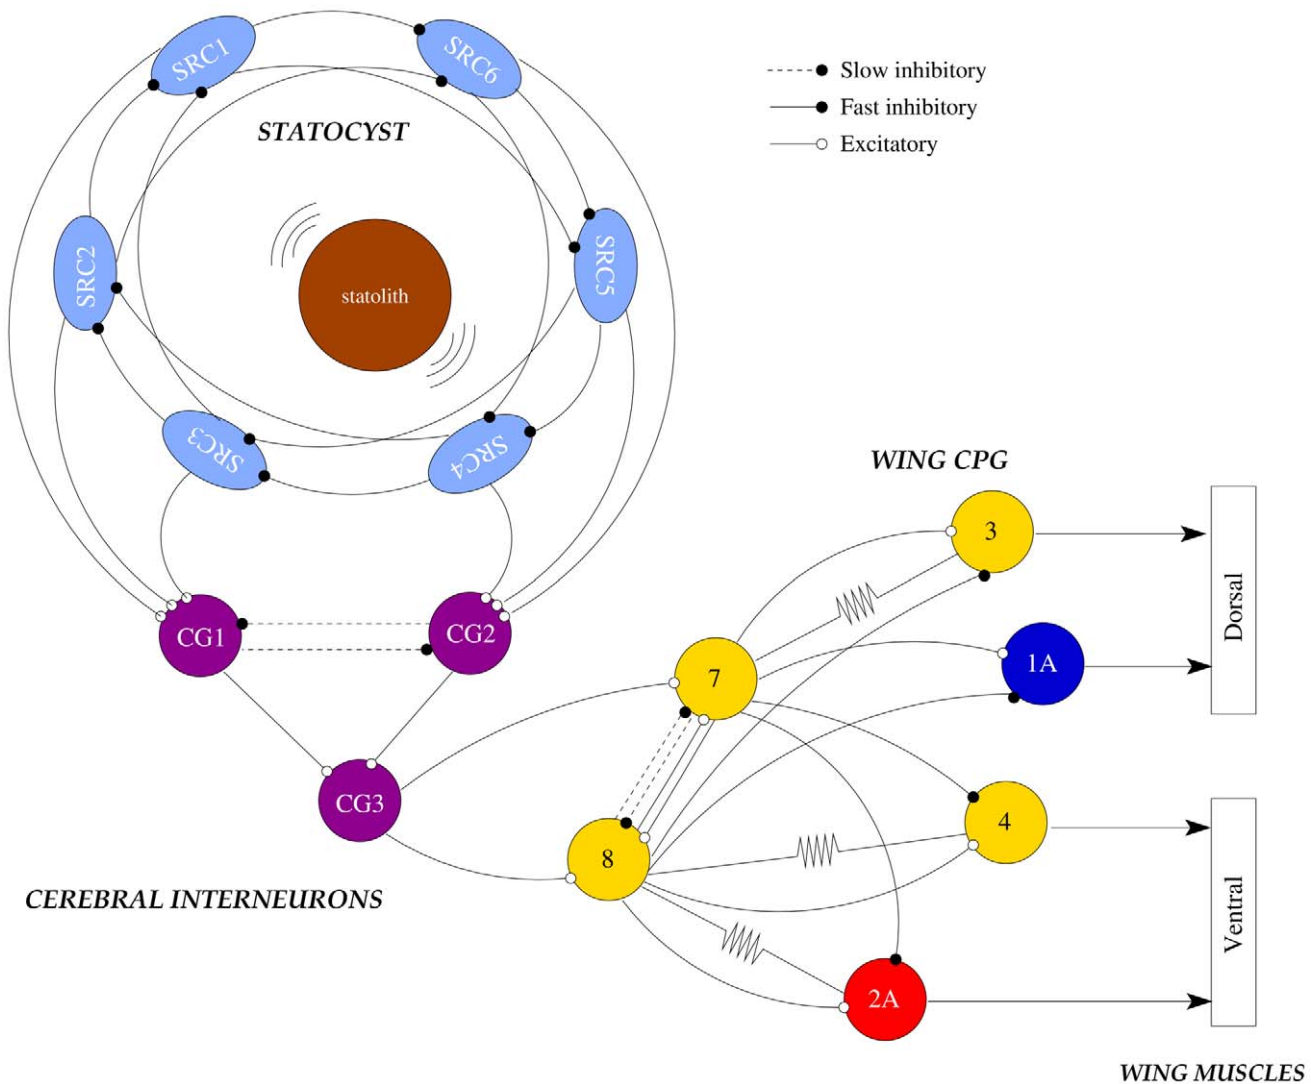 SRC1
SRC6
Slow inhibitory
Fast inhibitory
Excitatory
STATOCYST
SRC2
SRC5
statolith
SRC3
SRC4
WING CPG
3
Dorsal
CG1
CG2
1A
7
CG3
4
8
Ventral
CEREBRAL INTERNEURONS
2A
WING MUSCLES